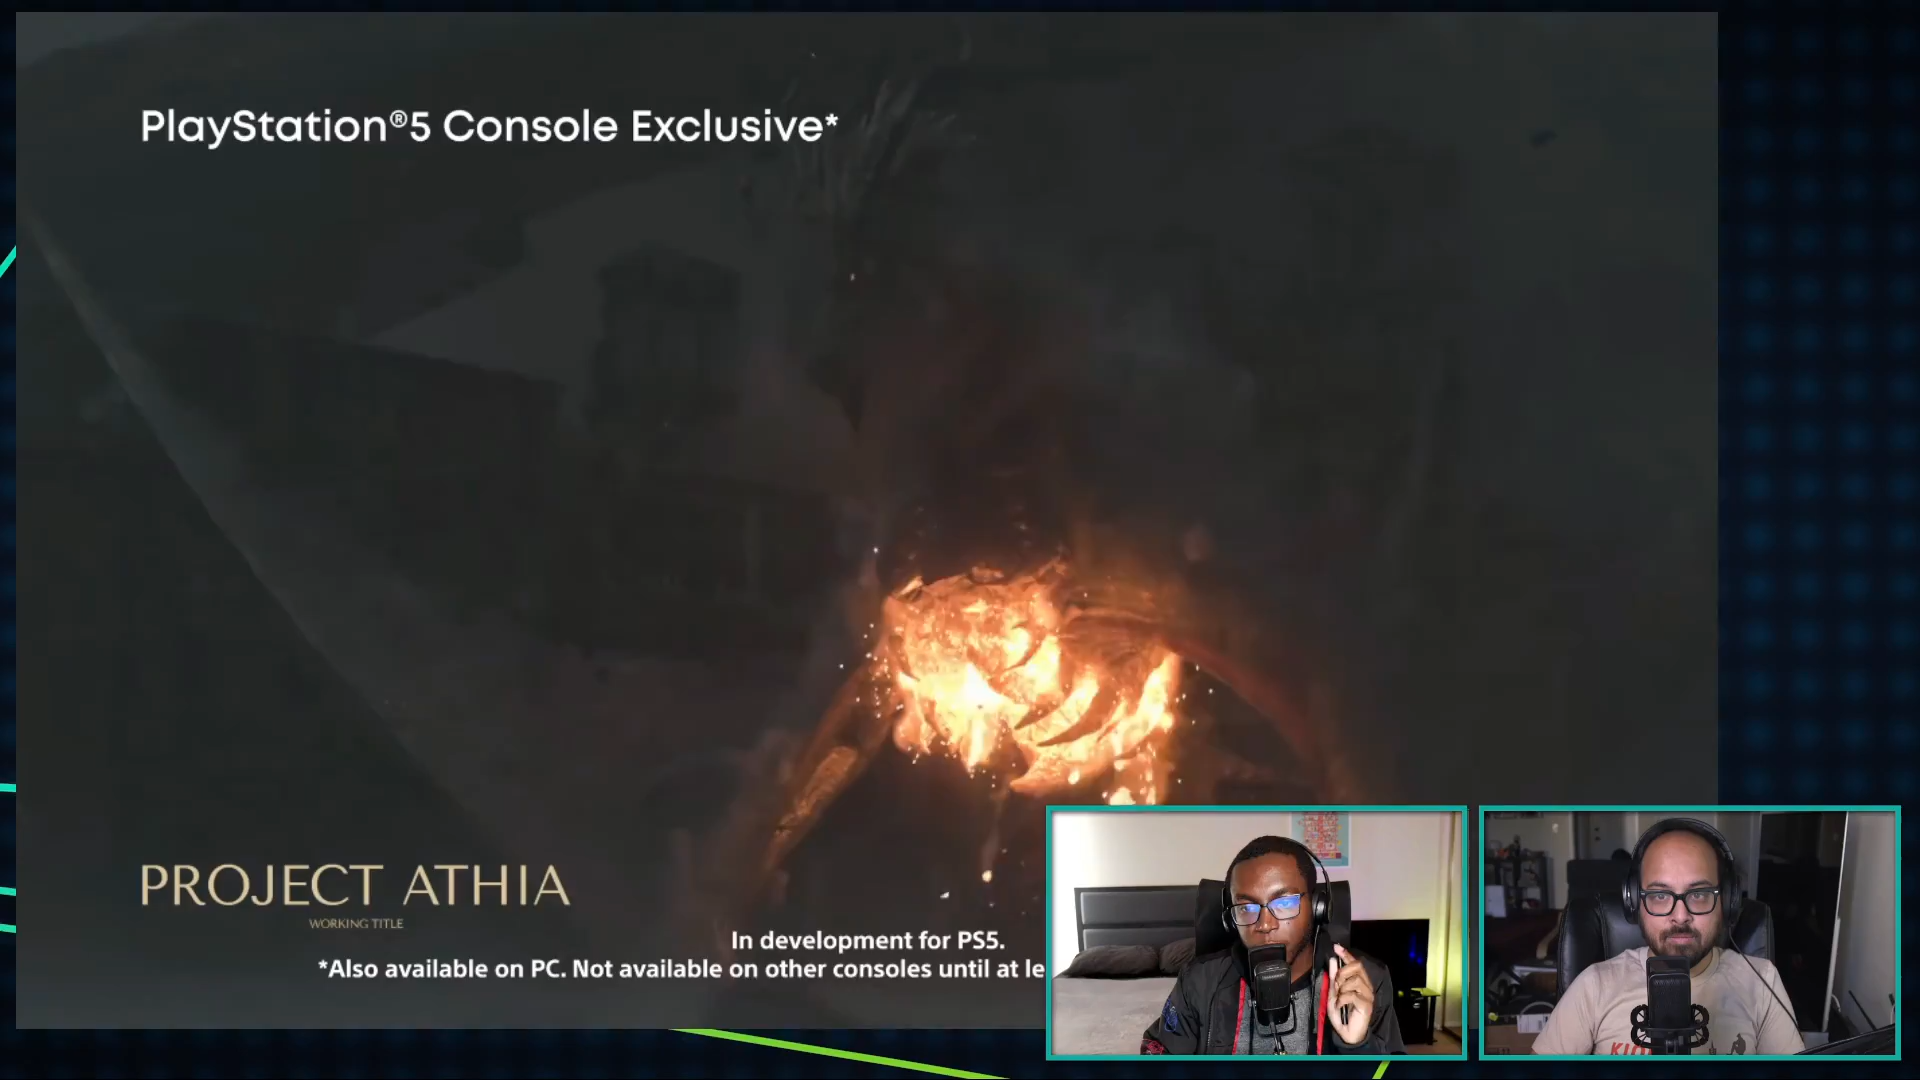 PlayStation®5 Console Exclusive*
PROJECT ATHIA
WORKING TITLE
In development for PS5.
*Also available on PC. Not available on other consoles until at le